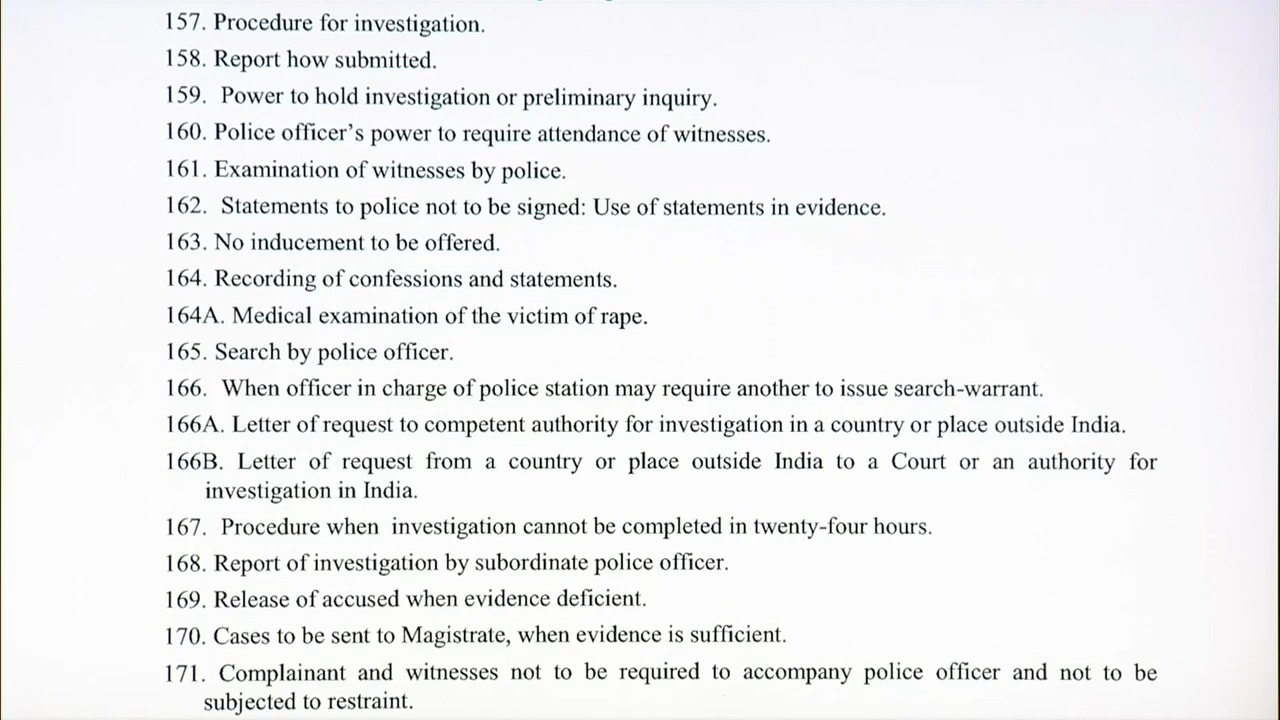 157. Procedure for investigation.
158. Report how submitted.
159. Power to hold investigation or preliminary inquiry.
160. Police officer’s power to require attendance of witnesses.
161. Examination of witnesses by police.
162. Statements to police not to be signed: Use of statements in evidence.
163. No inducement to be offered.
164. Recording of confessions and statements.
164A. Medical examination of the victim of rape.
165. Search by police officer.
166. When officer in charge of police station may require another to issue search-warrant.
166A. Letter of request to competent authority for investigation in a country or place outside India.
166B. Letter of request from a country or place outside India to a Court or an authority for
investigation in India.
167. Procedure when investigation cannot be completed in twenty-four hours.
168. Report of investigation by subordinate police officer.
169. Release of accused when evidence deficient.
170. Cases to be sent to Magistrate, when evidence is sufficient.
171. Complainant and witnesses not to be required to accompany police officer and not to be
subjected to restraint.